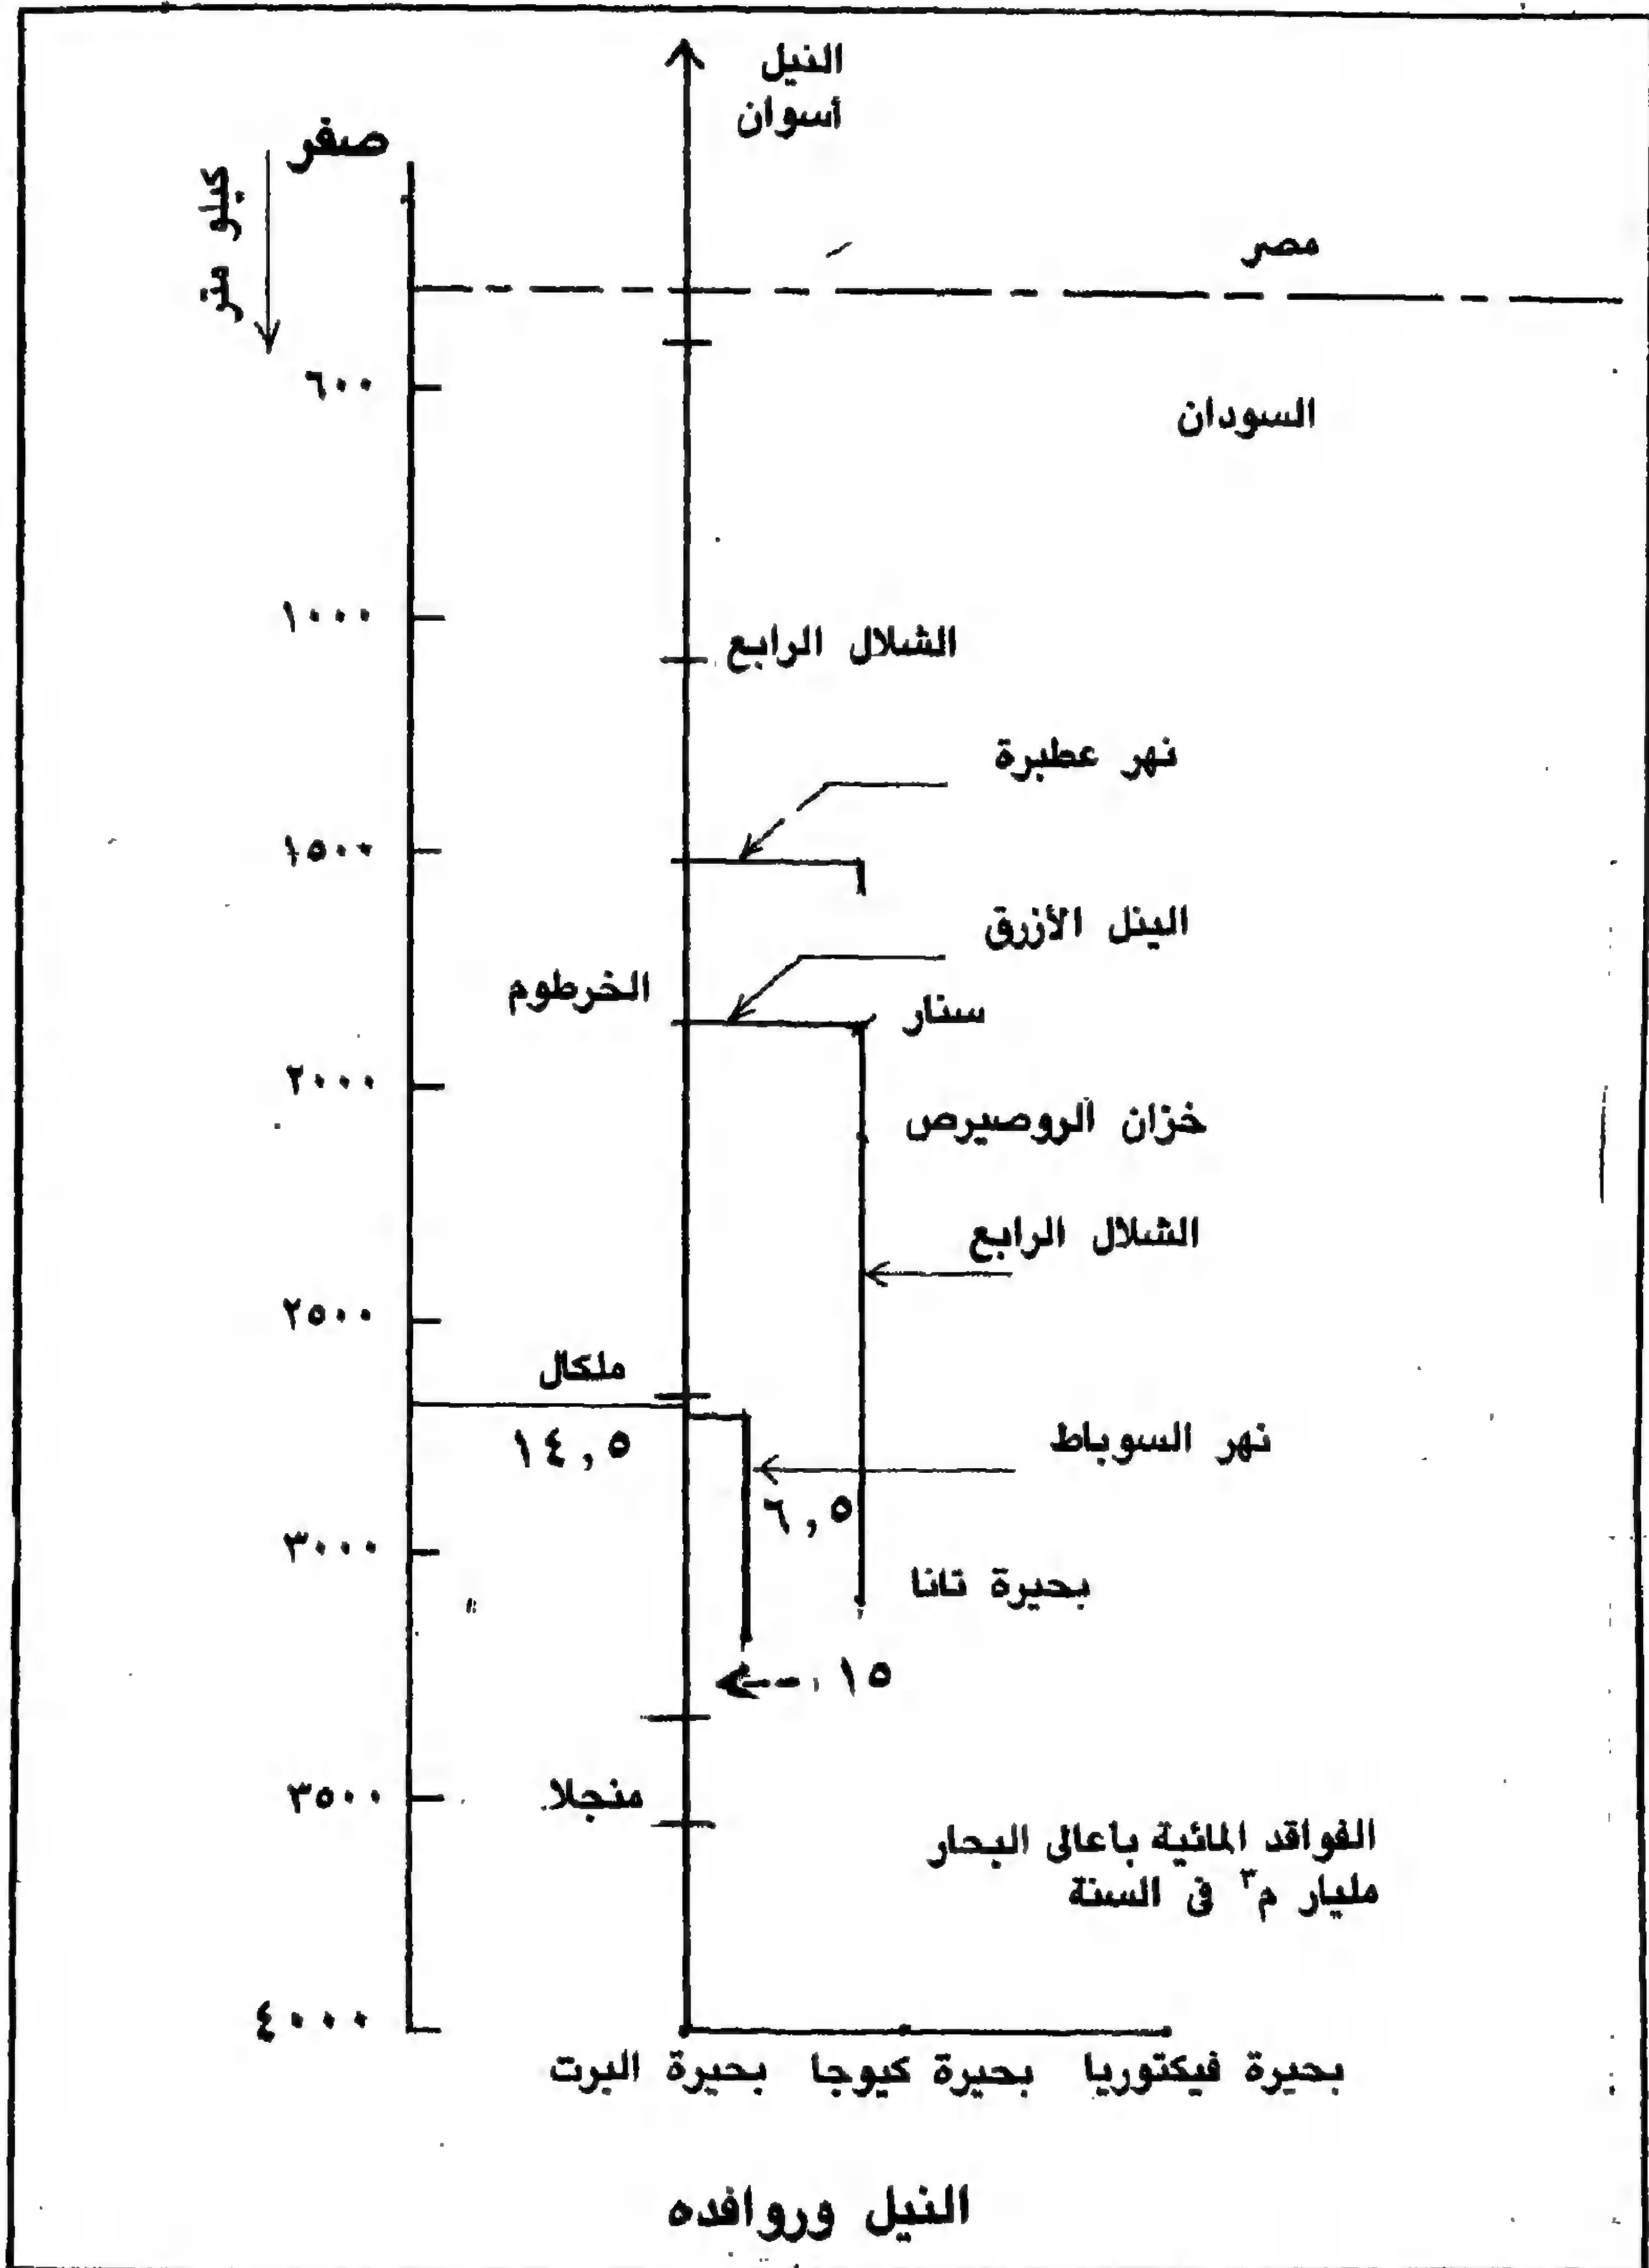 النيل
أسوان
صفر
كيلو متر
مصر
٦٠٠
السودان
١٠٠٠
الشلال الرابع
نهر عطبرة
١٥٠٠
الينل الأزرق
الخرطوم
سنار
٢٠٠٠
خزان الروصيرص
الشلال الرابع
٢٥٠٠
ملكال
١٤,٥
نهر السوباط
٦,٥
٣٠٠٠
بحيرة تانا
١٥
٣٥٠٠
منجلا
الفواقد المائية باعالى البحار
مليار م٣ فى السنة
٤٠٠٠
بحيرة فيكتوريا بحيرة كيوجا بحيرة البرت
النيل وروافده